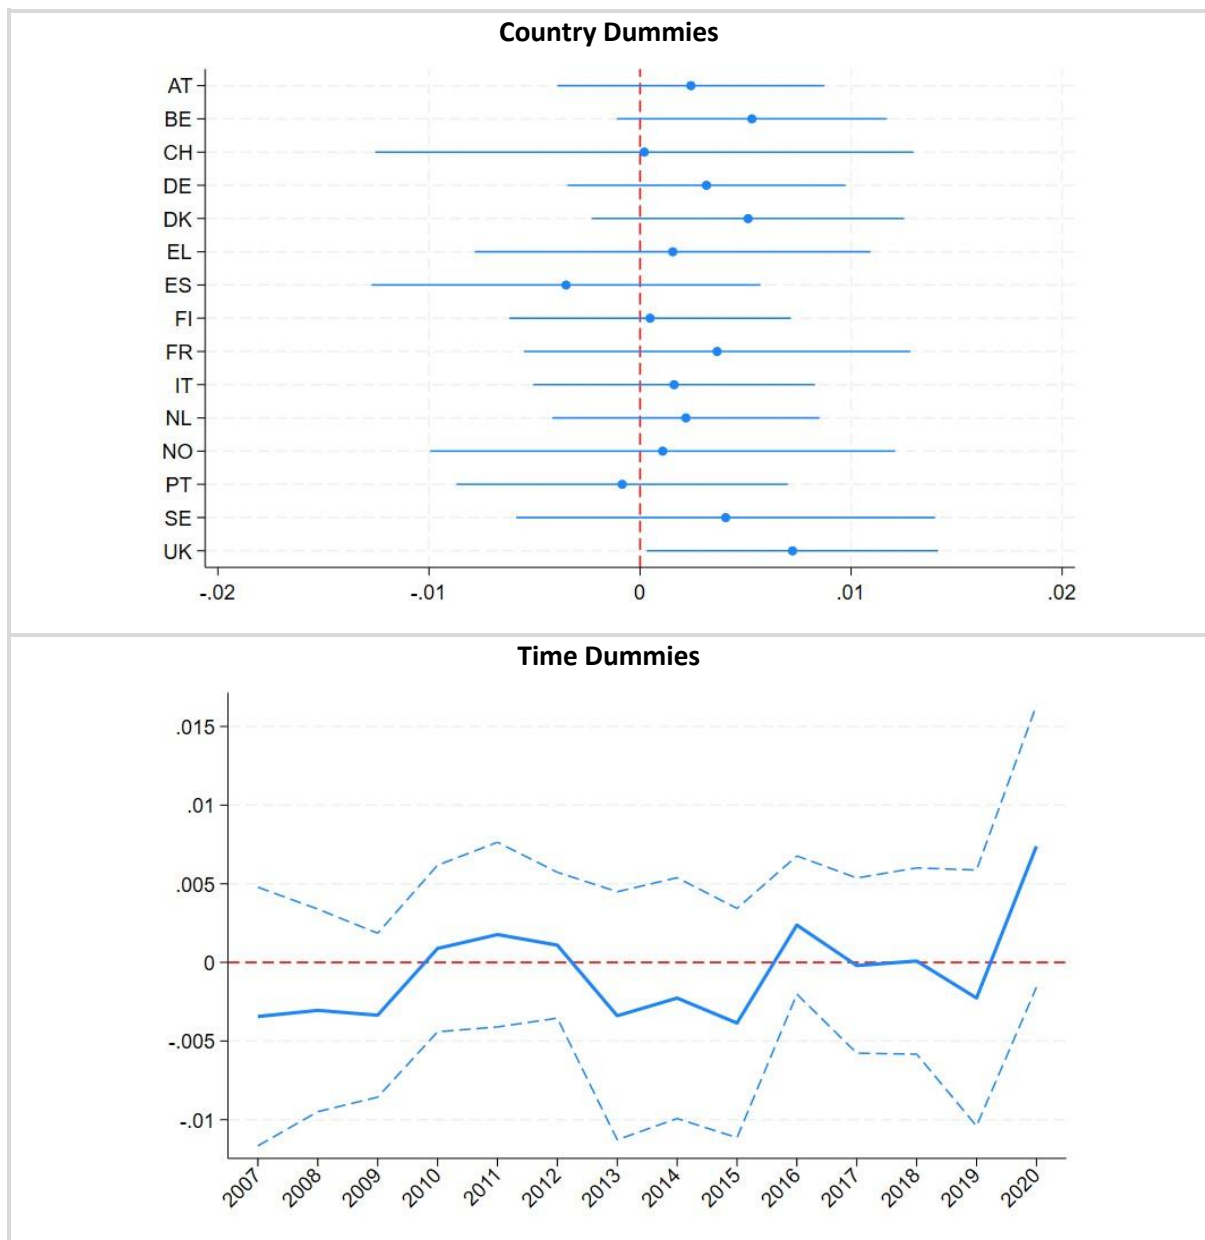 Country Dummies
AT
BE
CH
DE
DK
EL
ES
FI
FR
IT
NL
NO
PT
SE
UK
-.02 -.01 0 .01 .02
Time Dummies
.015
.01
.005
0
-.005
-.01
2007 2008 2009 2010 2011 2012 2013 2014 2015 2016 2017 2018 2019 2020